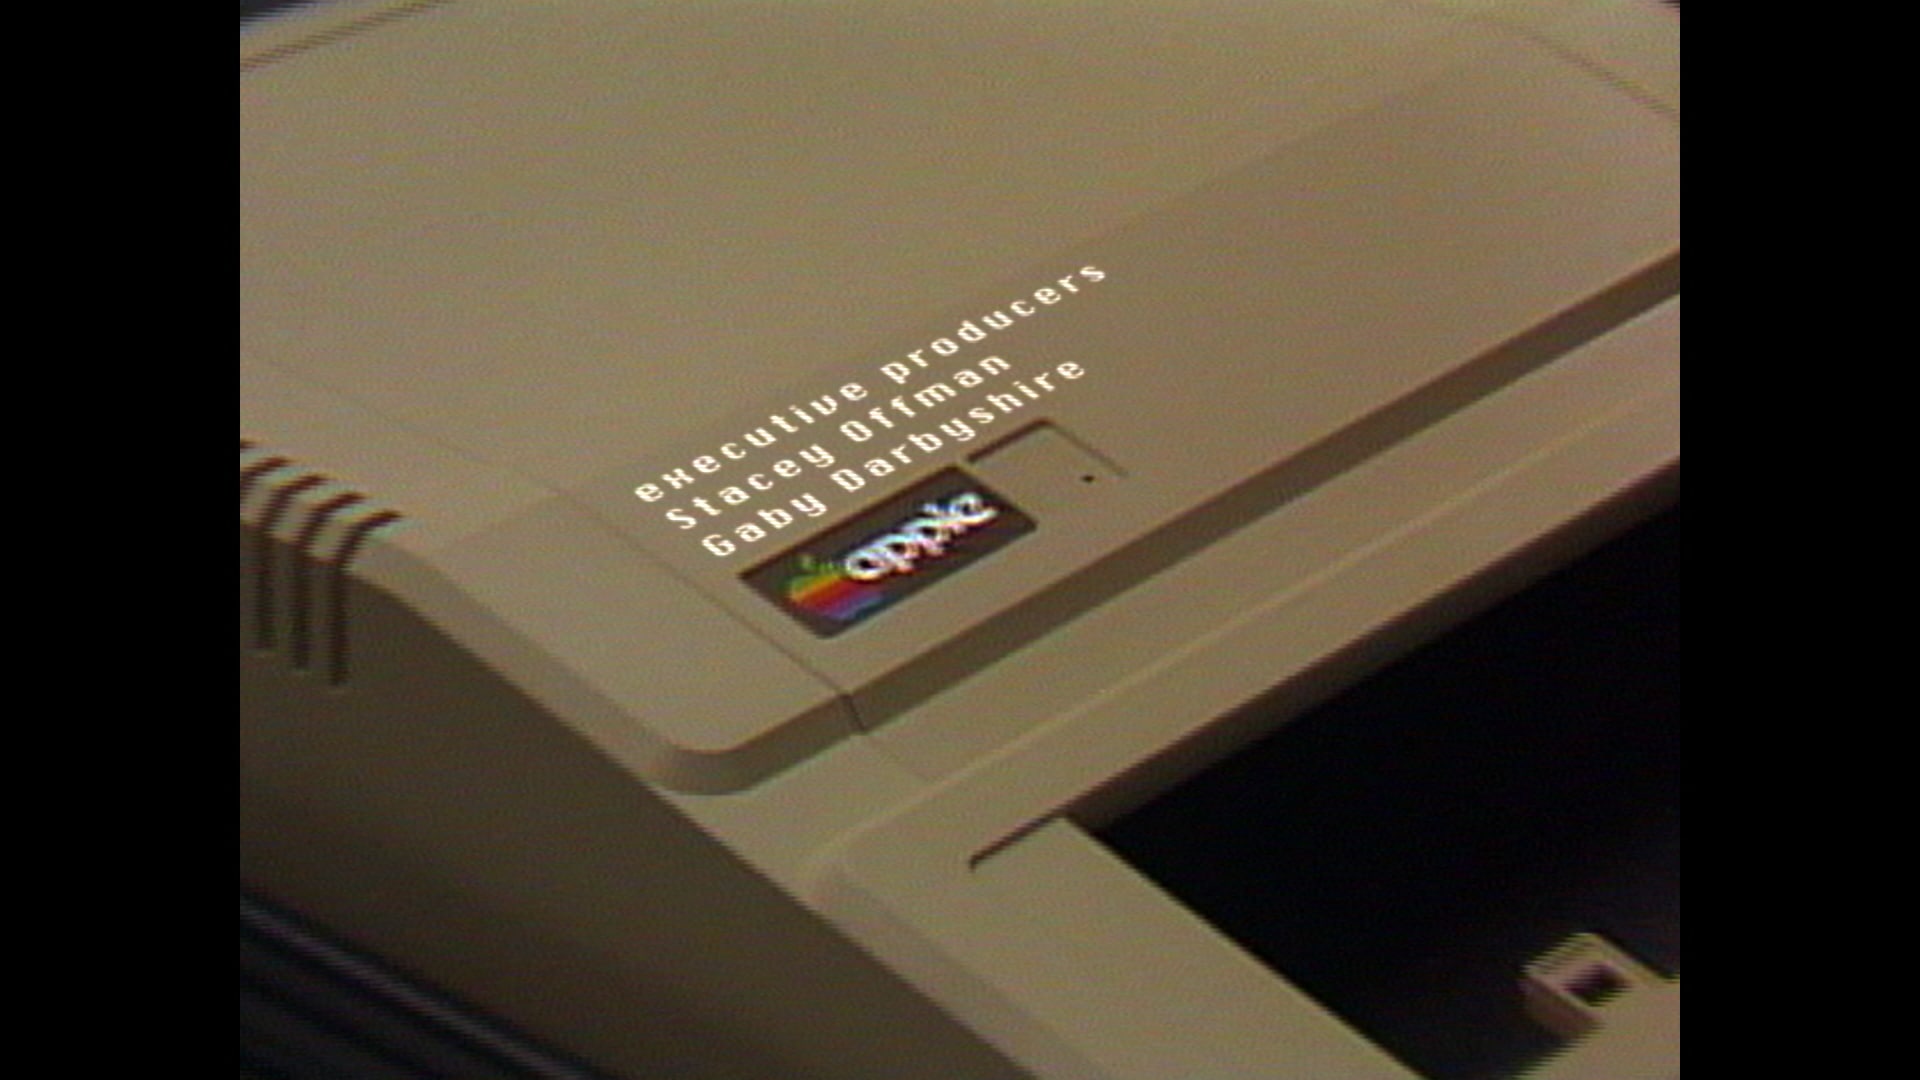 executive producers
Stacey Offman
Gaby Darbyshire
apple